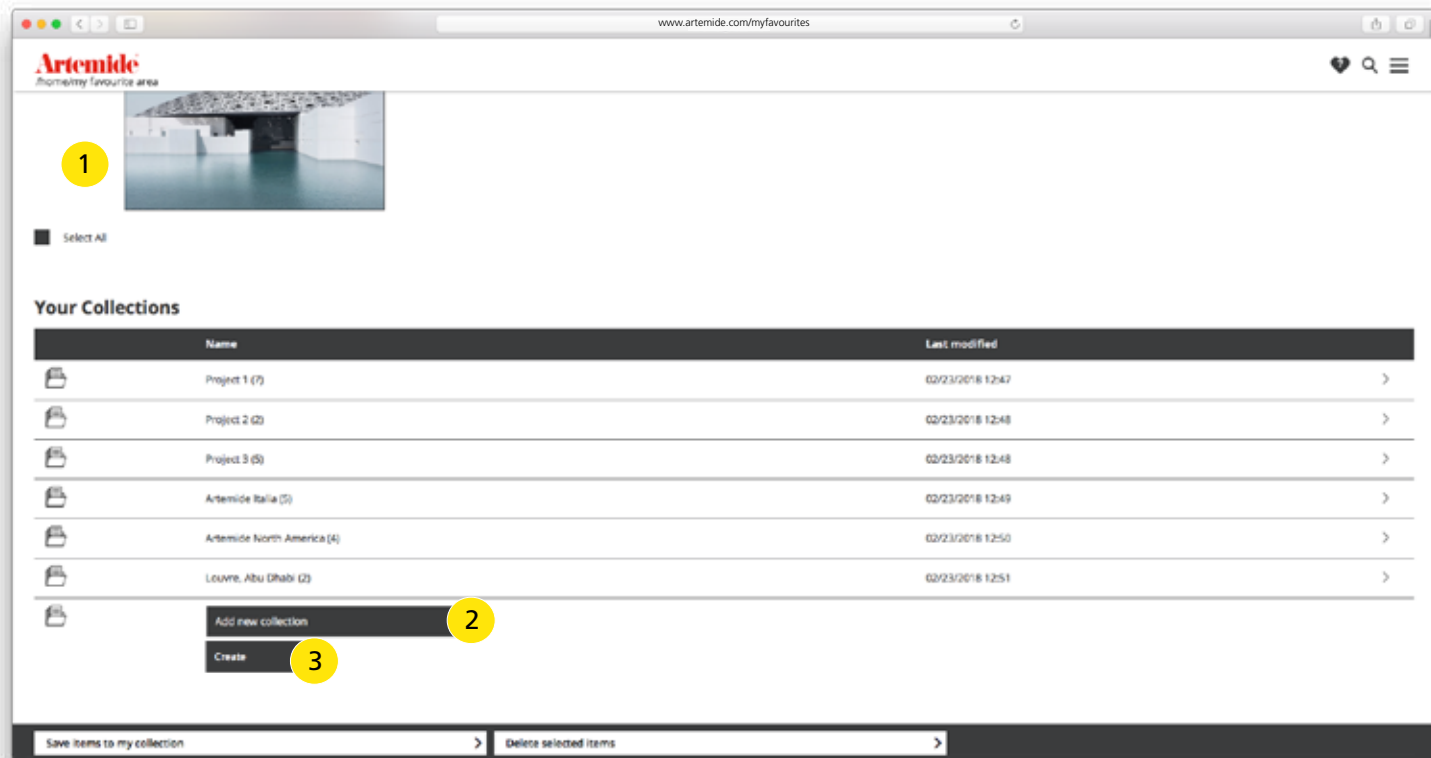 www.artemide.com/myfavourites
Artemide
/home/my favourite area
1
Select All
Your Collections
Name Last modified
Project 1 (7) 02/23/2018 12:47
Project 2 (2) 02/23/2018 12:48
Project 3 (5) 02/23/2018 12:48
Artemide Italia (5) 02/23/2018 12:49
Artemide North America (4) 02/23/2018 12:50
Louvre, Abu Dhabi (2) 02/23/2018 12:51
Add new collection 2
Create 3
Save items to my collection Delete selected items